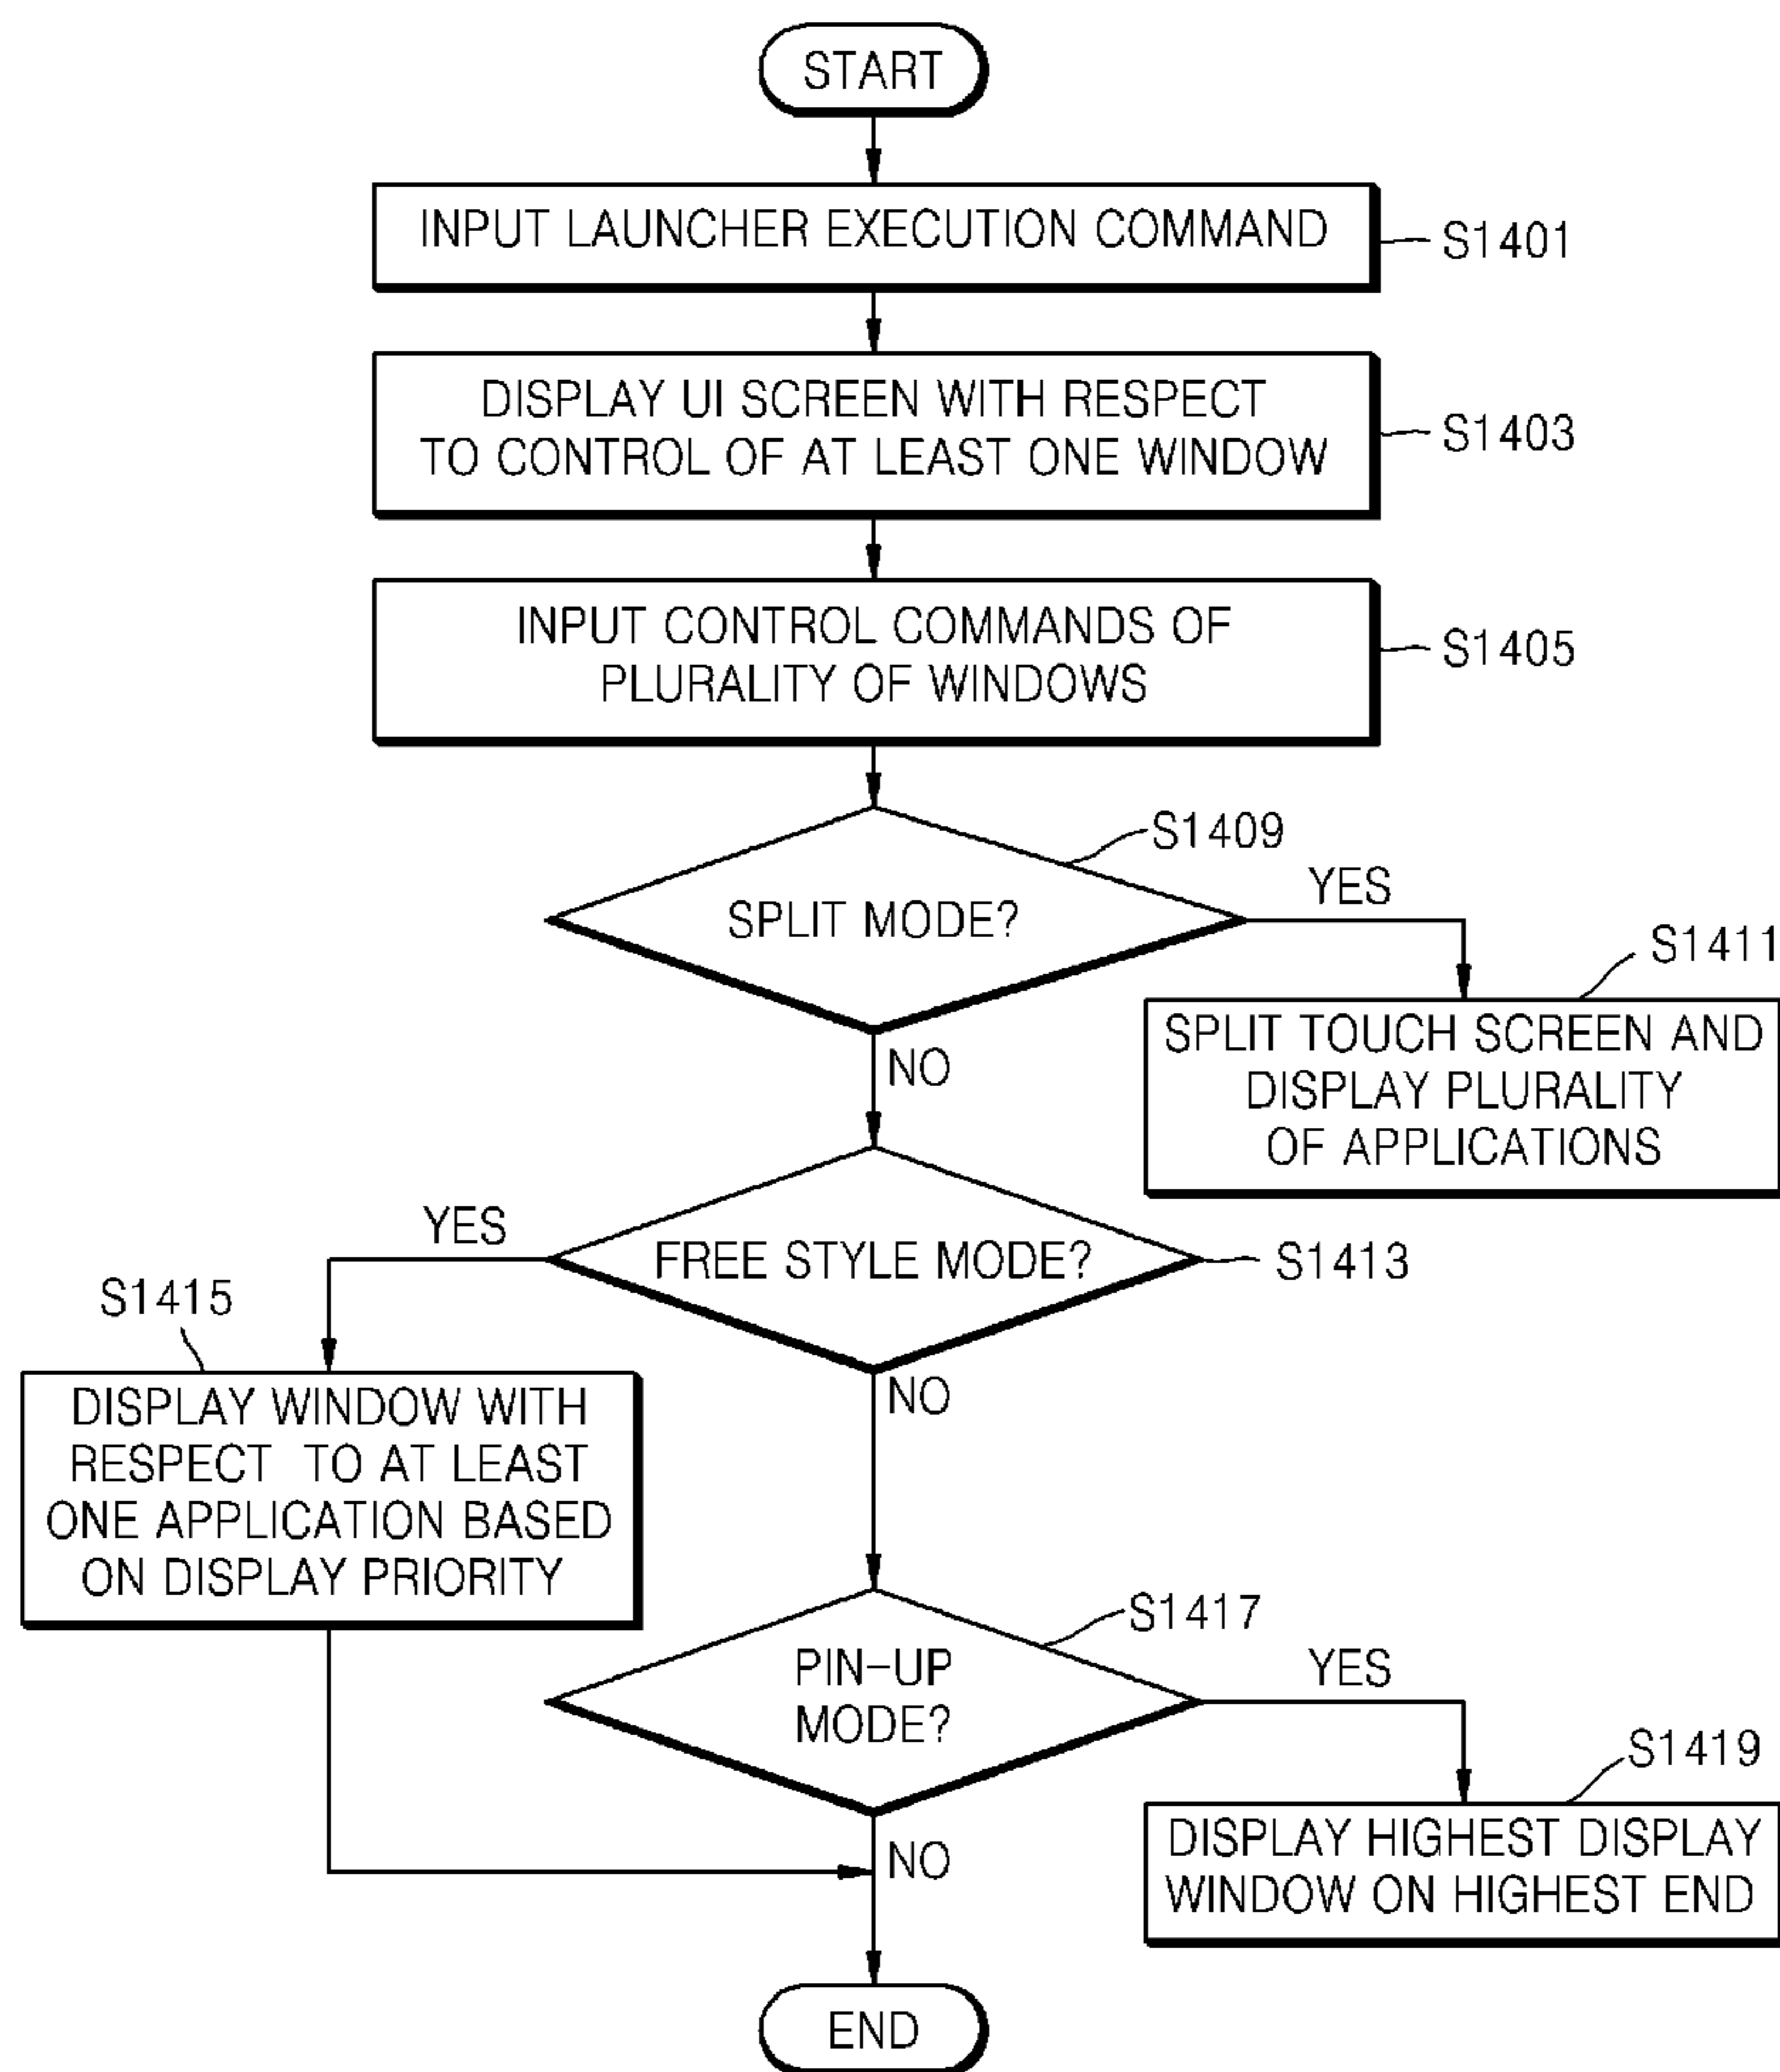 START
INPUT LAUNCHER EXECUTION COMMAND
S1401
DISPLAY UI SCREEN WITH RESPECT
TO CONTROL OF AT LEAST ONE WINDOW
S1403
INPUT CONTROL COMMANDS OF
PLURALITY OF WINDOWS
S1405
S1409
SPLIT MODE?
YES
S1411
SPLIT TOUCH SCREEN AND
DISPLAY PLURALITY
OF APPLICATIONS
NO
FREE STYLE MODE?
S1413
YES
S1415
DISPLAY WINDOW WITH
RESPECT TO AT LEAST
ONE APPLICATION BASED
ON DISPLAY PRIORITY
NO
S1417
PIN-UP
MODE?
YES
S1419
DISPLAY HIGHEST DISPLAY
WINDOW ON HIGHEST END
NO
END